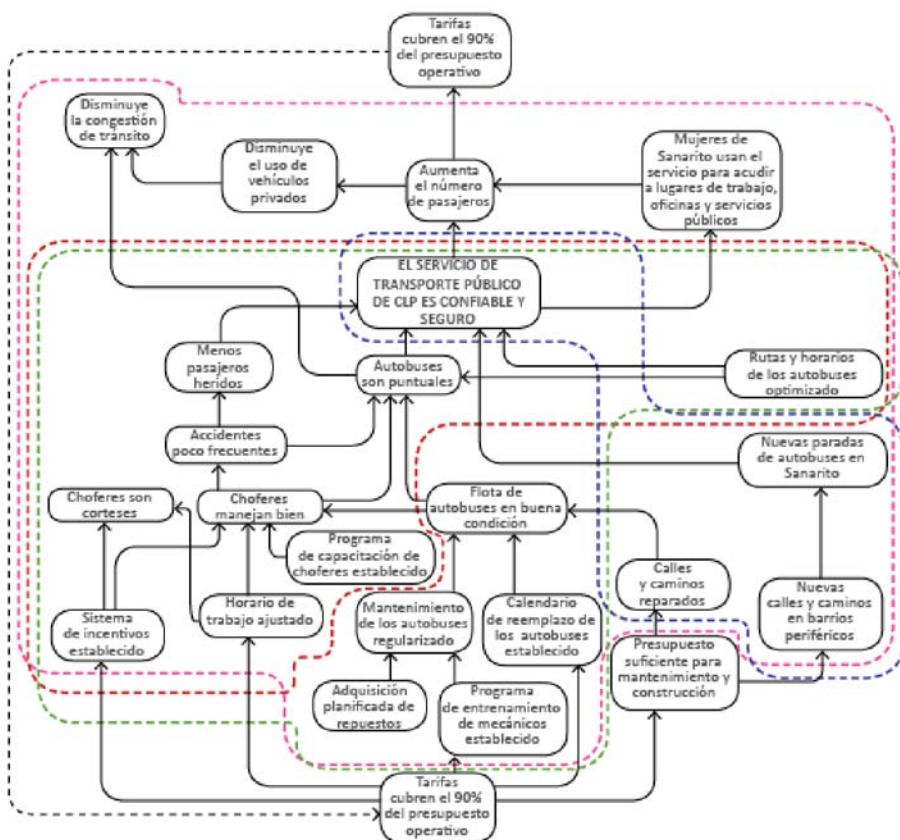 Tarifas
cubren el 90%
del presupuesto
operativo
Disminuye
la congestión
de tránsito
Disminuye
el uso de
vehículos
privados
Aumenta
el número
de pasajeros
Mujeres de
Sanarito usan el
servicio para acudir
a lugares de trabajo,
oficinas y servicios
públicos
EL SERVICIO DE
TRANSPORTE PÚBLICO
DE CLP ES CONFIABLE Y
SEGURO
Menos
pasajeros
heridos
Autobuses
son puntuales
Rutas y horarios
de los autobuses
optimizado
Accidentes
poco frecuentes
Nuevas paradas
de autobuses en
Sanarito
Choferes son
corteses
Choferes
manejan bien
Flota de
autobuses en buena
condición
Programa
de capacitación de
choferes establecido
Calles
y caminos
reparados
Nuevas
calles y caminos
en barrios
periféricos
Sistema
de incentivos
establecido
Horario de
trabajo ajustado
Mantenimiento
de los autobuses
regularizado
Calendario
de reemplazo de
los autobuses
establecido
Presupuesto
suficiente para
mantenimiento y
construcción
Adquisición
planificada de
repuestos
Programa
de entrenamiento
de mecánicos
establecido
Tarifas
cubren el 90%
del presupuesto
operativo